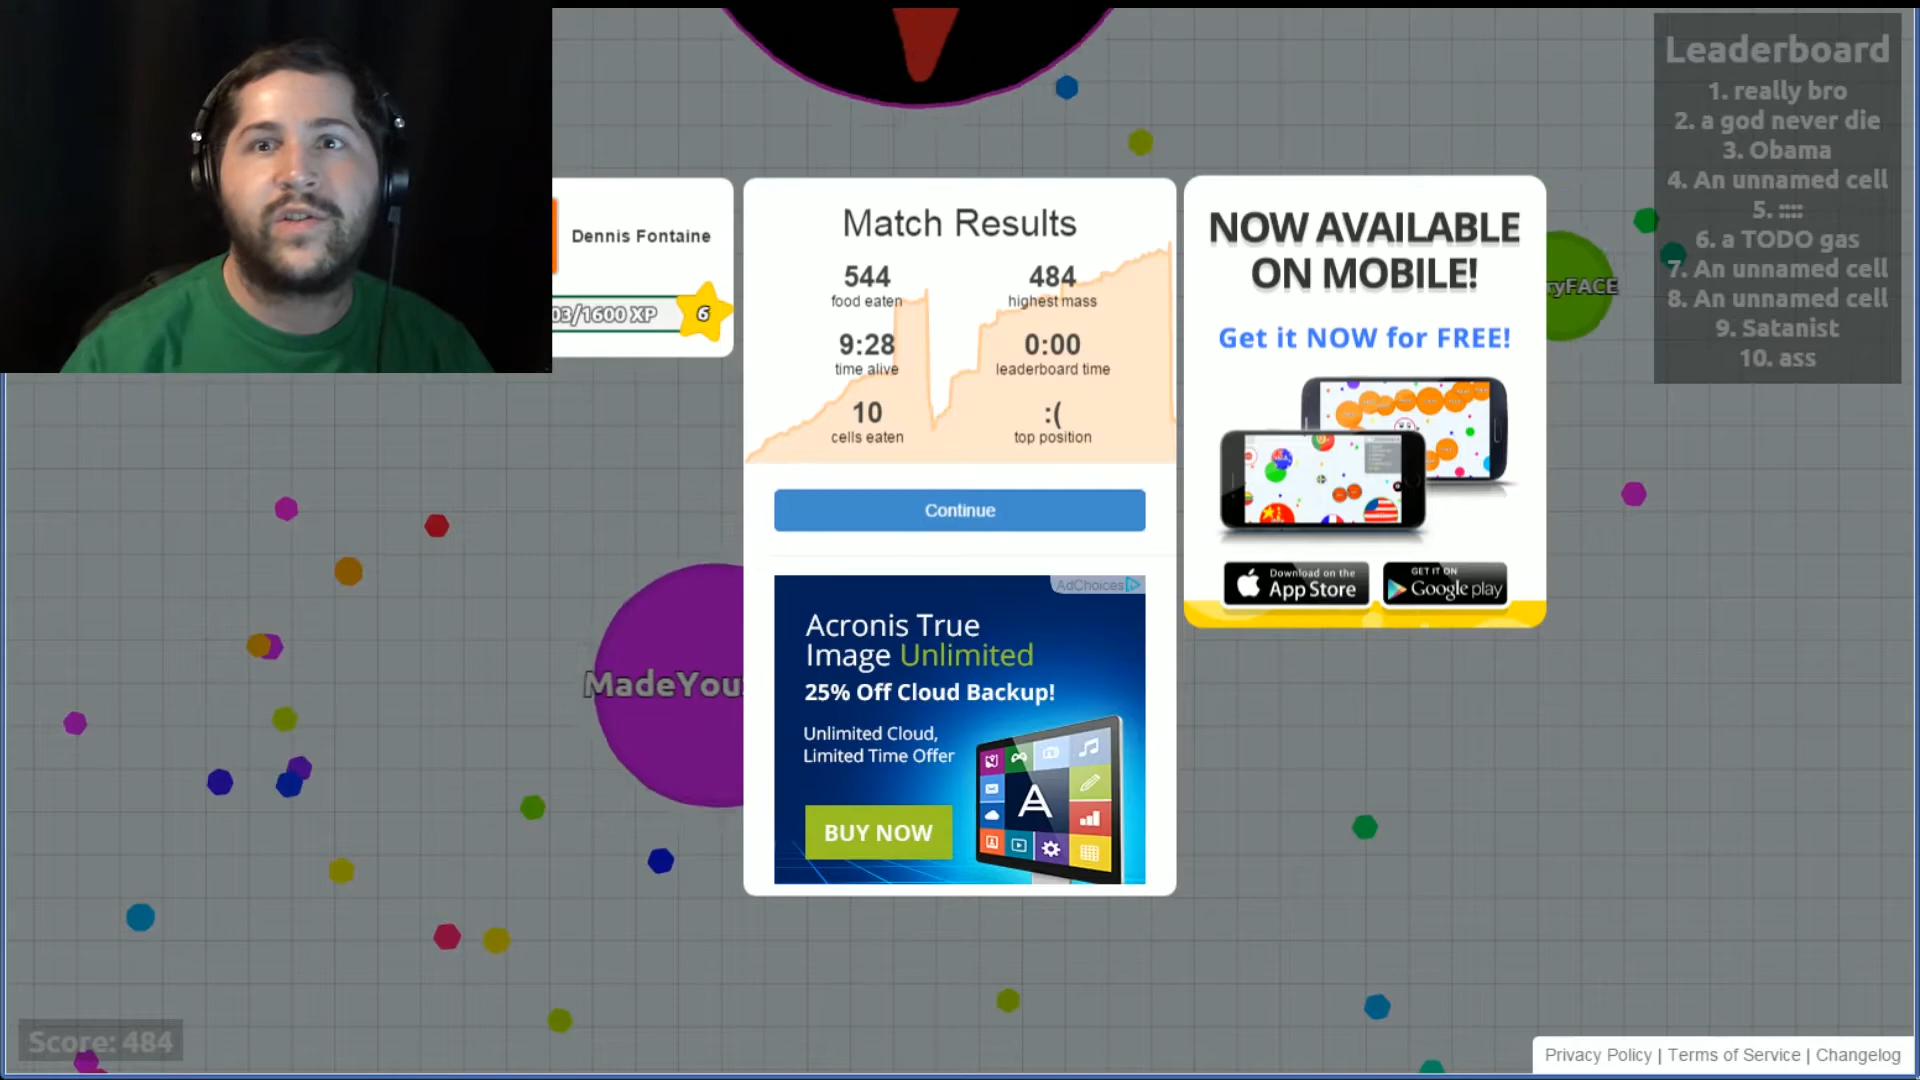 Leaderboard
1. really bro
2. a god never die
3. Obama
4. An unnamed cell
5. ::::
6. a TODO gas
7. An unnamed cell
8. An unnamed cell
9. Satanist
10. ass
Dennis Fontaine
03/1600 XP
6
Match Results
544
food eaten
484
highest mass
9:28
time alive
0:00
leaderboard time
10
cells eaten
:(
top position
Continue
AdChoices
Acronis True
Image Unlimited
25% Off Cloud Backup!
Unlimited Cloud,
Limited Time Offer
BUY NOW
A
NOW AVAILABLE
ON MOBILE!
Get it NOW for FREE!
Download on the
App Store
GET IT ON
Google play
ryFACE
MadeYou
Score: 484
Privacy Policy | Terms of Service | Changelog